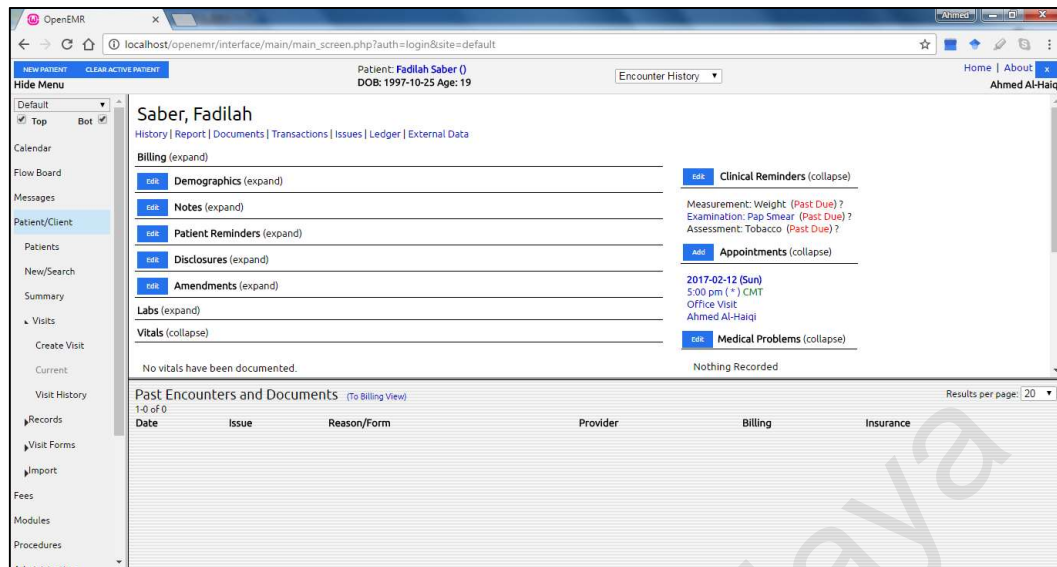 OpenEMR
Ahmed
localhost/openemr/interface/main/main_screen.php?auth=login&site=default
NEW PATIENT CLEAR ACTIVE PATIENT
Hide Menu
Patient: Fadilah Saber ()
DOB: 1997-10-25 Age: 19
Encounter History
Home | About x
Ahmed Al-Haiq
Default
Top Bot
Calendar
Flow Board
Messages
Patient/Client
Patients
New/Search
Summary
Visits
Create Visit
Current
Visit History
Records
Visit Forms
Import
Fees
Modules
Procedures
Saber, Fadilah
History | Report | Documents | Transactions | Issues | Ledger | External Data
Billing (expand)
Edit Demographics (expand)
Edit Notes (expand)
Edit Patient Reminders (expand)
Edit Disclosures (expand)
Edit Amendments (expand)
Labs (expand)
Vitals (collapse)
No vitals have been documented.
Edit Clinical Reminders (collapse)
Measurement: Weight (Past Due) ?
Examination: Pap Smear (Past Due) ?
Assessment: Tobacco (Past Due) ?
Add Appointments (collapse)
2017-02-12 (Sun)
5:00 pm ( * ) CMT
Office Visit
Ahmed Al-Haiqi
Edit Medical Problems (collapse)
Nothing Recorded
Past Encounters and Documents (To Billing View)
Results per page: 20
1-0 of 0
Date Issue Reason/Form Provider Billing Insurance